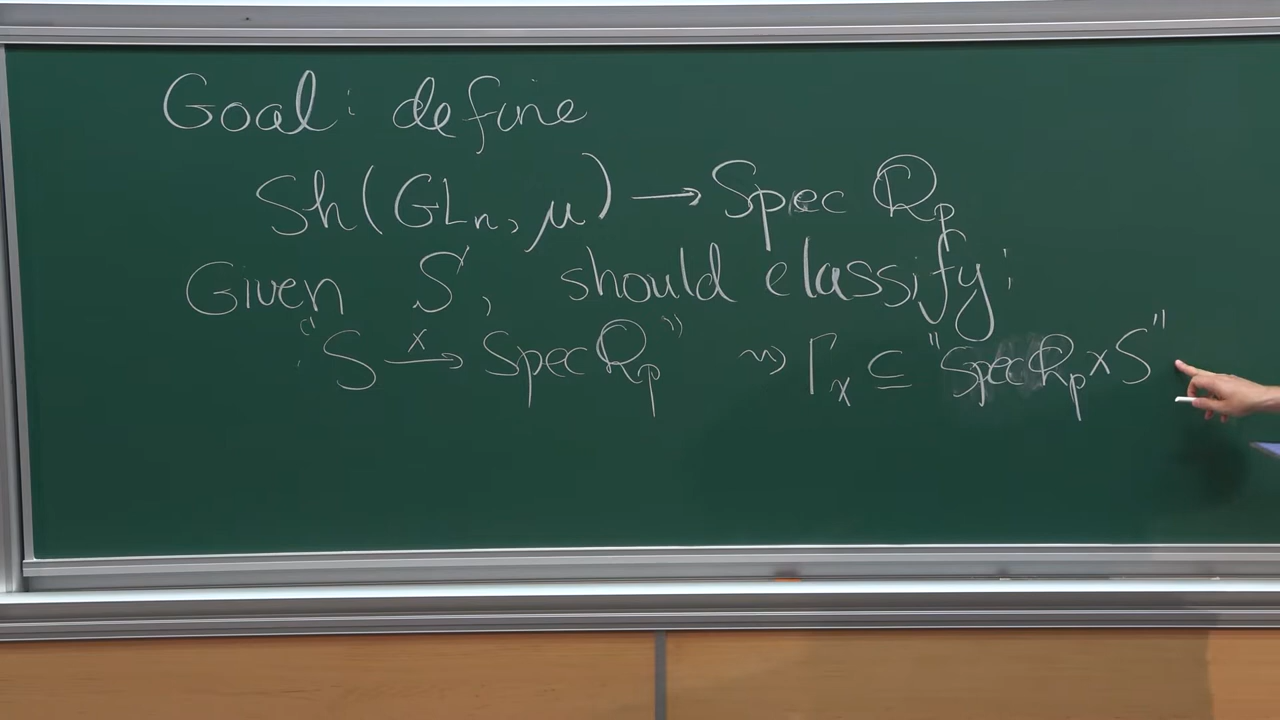 Goal: define
Sh(GLₙ, μ) ⟶ Spec ℚₚ
Given S, should classify:
"S —x→ Spec ℚₚ" ⇝ Γₓ ⊆ "Spec ℚₚ × S"